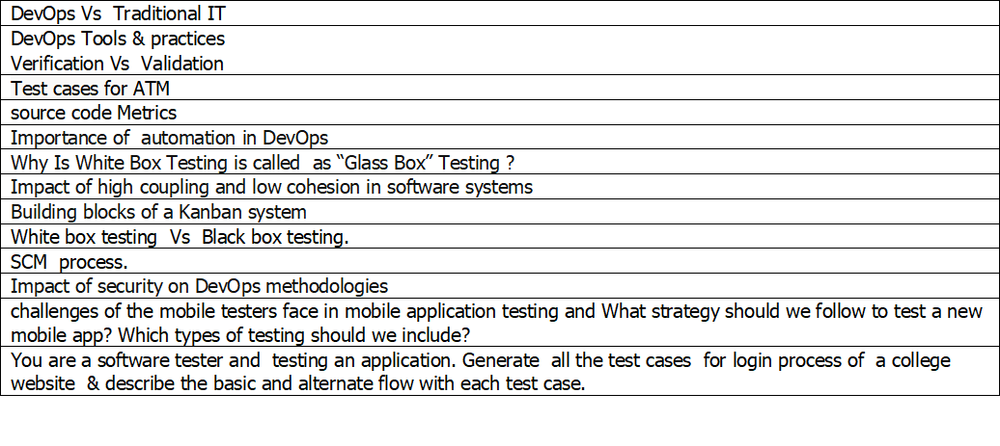 DevOps Vs  Traditional IT
DevOps Tools & practices
Verification Vs  Validation
Test cases for ATM
source code Metrics
Importance of  automation in DevOps
Why Is White Box Testing is called  as “Glass Box” Testing ?
Impact of high coupling and low cohesion in software systems
Building blocks of a Kanban system
White box testing  Vs  Black box testing.
SCM  process.
Impact of security on DevOps methodologies
challenges of the mobile testers face in mobile application testing and What strategy should we follow to test a new
mobile app? Which types of testing should we include?
You are a software tester and  testing an application. Generate  all the test cases  for login process of  a college
website  & describe the basic and alternate flow with each test case.